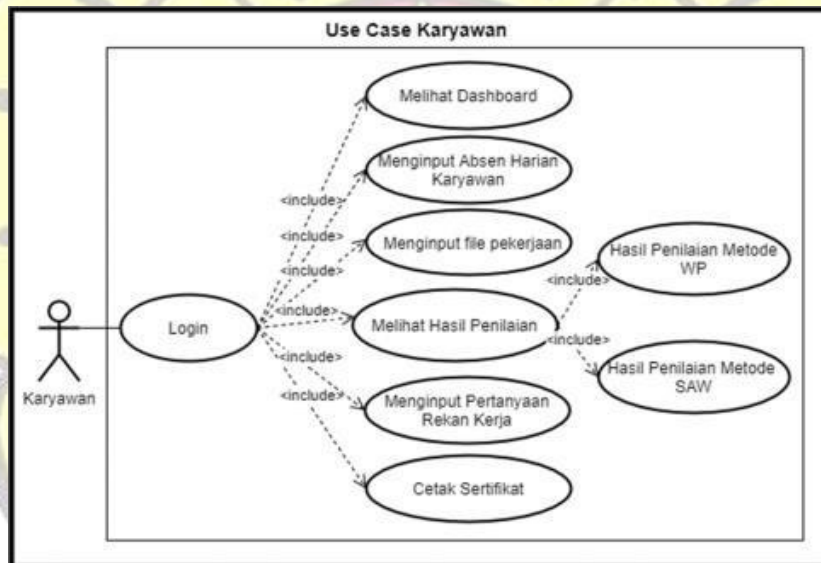 Use Case Karyawan
Melihat Dashboard
Menginput Absen Harian
Karyawan
<include>
<include>
Menginput file pekerjaan
<include>
Hasil Penilaian Metode
WP
<include>
<include>
Login
Melihat Hasil Penilaian
<include>
<include>
Hasil Penilaian Metode
SAW
Karyawan
<include>
Menginput Pertanyaan
Rekan Kerja
Cetak Sertifikat